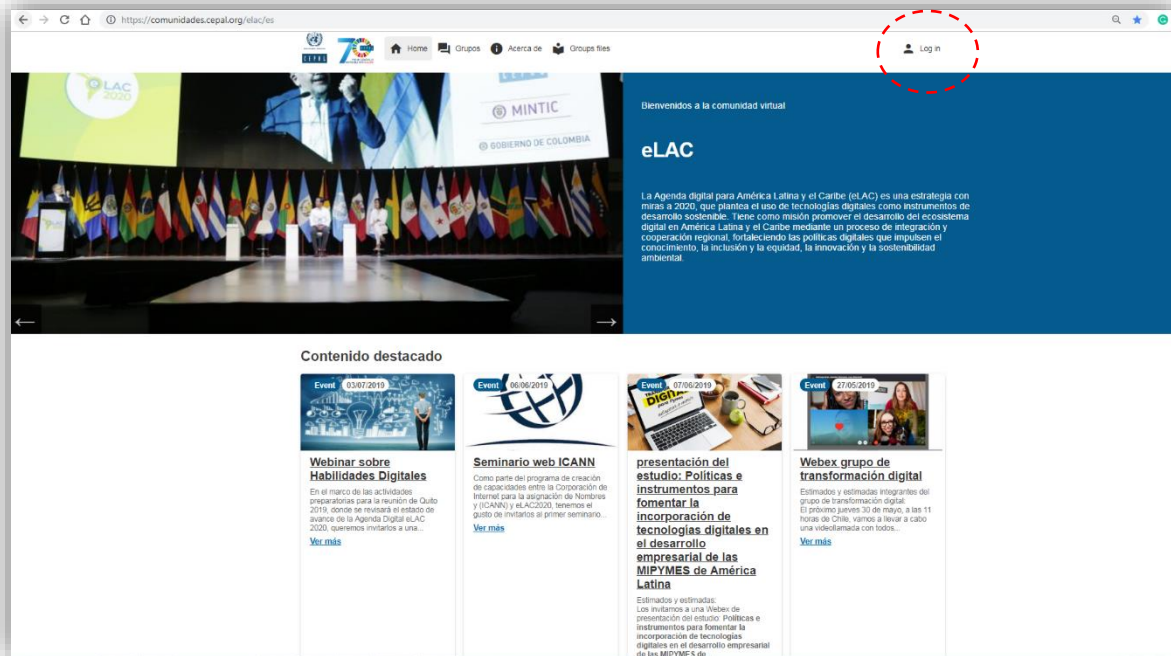 https://comunidades.cepal.org/elac/es
CEPAL
Home
Grupos
Acerca de
Groups files
Log in
eLAC
2020
MINTIC
GOBIERNO DE COLOMBIA
Bienvenidos a la comunidad virtual
eLAC
La Agenda digital para América Latina y el Caribe (eLAC) es una estrategia con
miras a 2020, que plantea el uso de tecnologías digitales como instrumentos de
desarrollo sostenible. Tiene como misión promover el desarrollo del ecosistema
digital en América Latina y el Caribe mediante un proceso de integración y
cooperación regional, fortaleciendo las políticas digitales que impulsen el
conocimiento, la inclusión y la equidad, la innovación y la sostenibilidad
ambiental.
Contenido destacado
Event 03/07/2019
Webinar sobre
Habilidades Digitales
En el marco de las actividades
preparatorias para la reunión de Quito
2019, donde se revisará el estado de
avance de la Agenda Digital eLAC
2020, queremos invitarlos a una...
Ver más
Event 06/06/2019
Seminario web ICANN
Como parte del programa de creación
de capacidades entre la Corporación de
Internet para la asignación de Nombres
y (ICANN) y eLAC2020, tenemos el
gusto de invitarlos al primer seminario...
Ver más
Event 07/06/2019
DIGITAL
presentación del
estudio: Políticas e
instrumentos para
fomentar la
incorporación de
tecnologías digitales en
el desarrollo
empresarial de las
MIPYMES de América
Latina
Estimados y estimadas:
Los invitamos a una Webex de
presentación del estudio: Políticas e
instrumentos para fomentar la
incorporación de tecnologías
digitales en el desarrollo empresarial
de las MIPYMES de
Event 27/05/2019
Webex grupo de
transformación digital
Estimados y estimadas integrantes del
grupo de transformación digital:
El próximo jueves 30 de mayo, a las 11
horas de Chile, vamos a llevar a cabo
una videollamada con todos...
Ver más